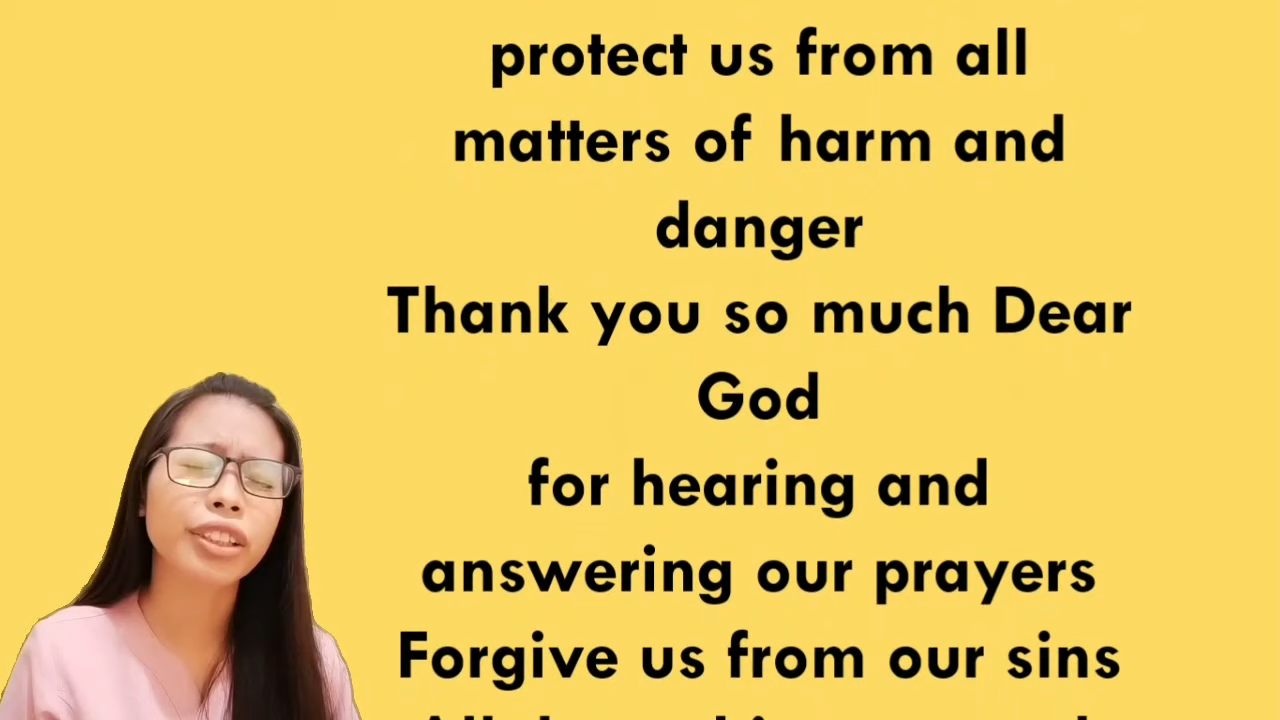 protect us from all
matters of harm and
danger
Thank you so much Dear
God
for hearing and
answering our prayers
Forgive us from our sins